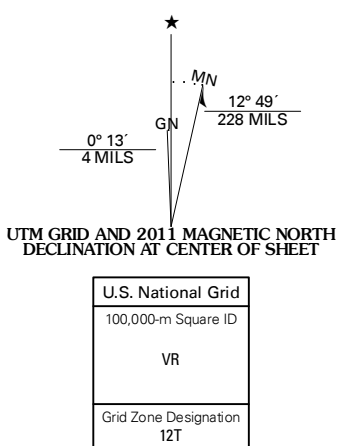 ★
MN
12° 49´
228 MILS
GN
0° 13´
4 MILS
UTM GRID AND 2011 MAGNETIC NORTH
DECLINATION AT CENTER OF SHEET
U.S. National Grid
100,000-m Square ID
VR
Grid Zone Designation
12T